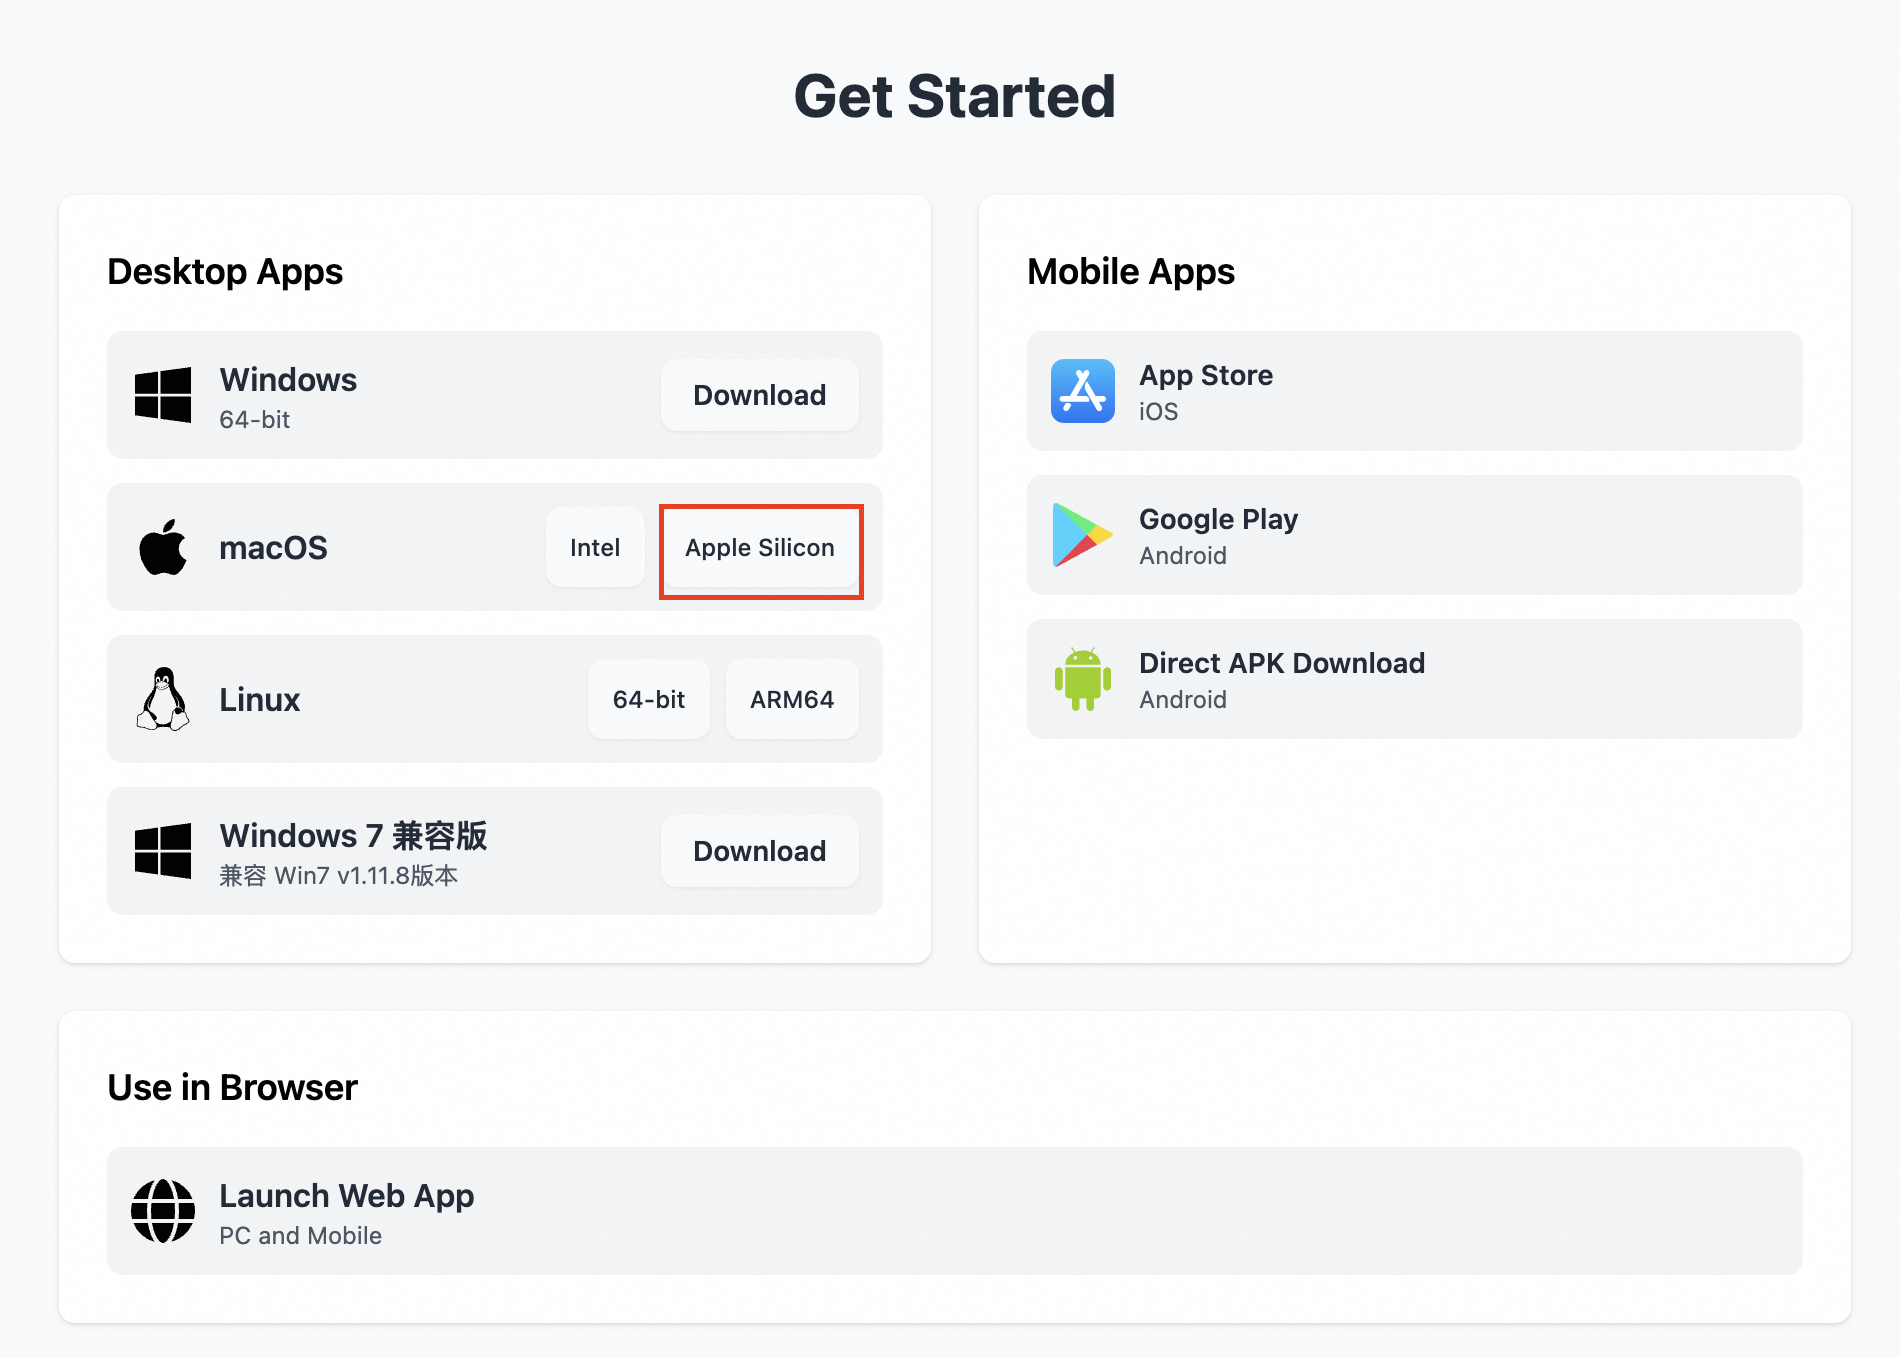 Get Started
Desktop Apps
Windows
64-bit
Download
macOS
Intel
Apple Silicon
Linux
64-bit
ARM64
Windows 7 兼容版
兼容 Win7 v1.11.8版本
Download
Mobile Apps
App Store
iOS
Google Play
Android
Direct APK Download
Android
Use in Browser
Launch Web App
PC and Mobile